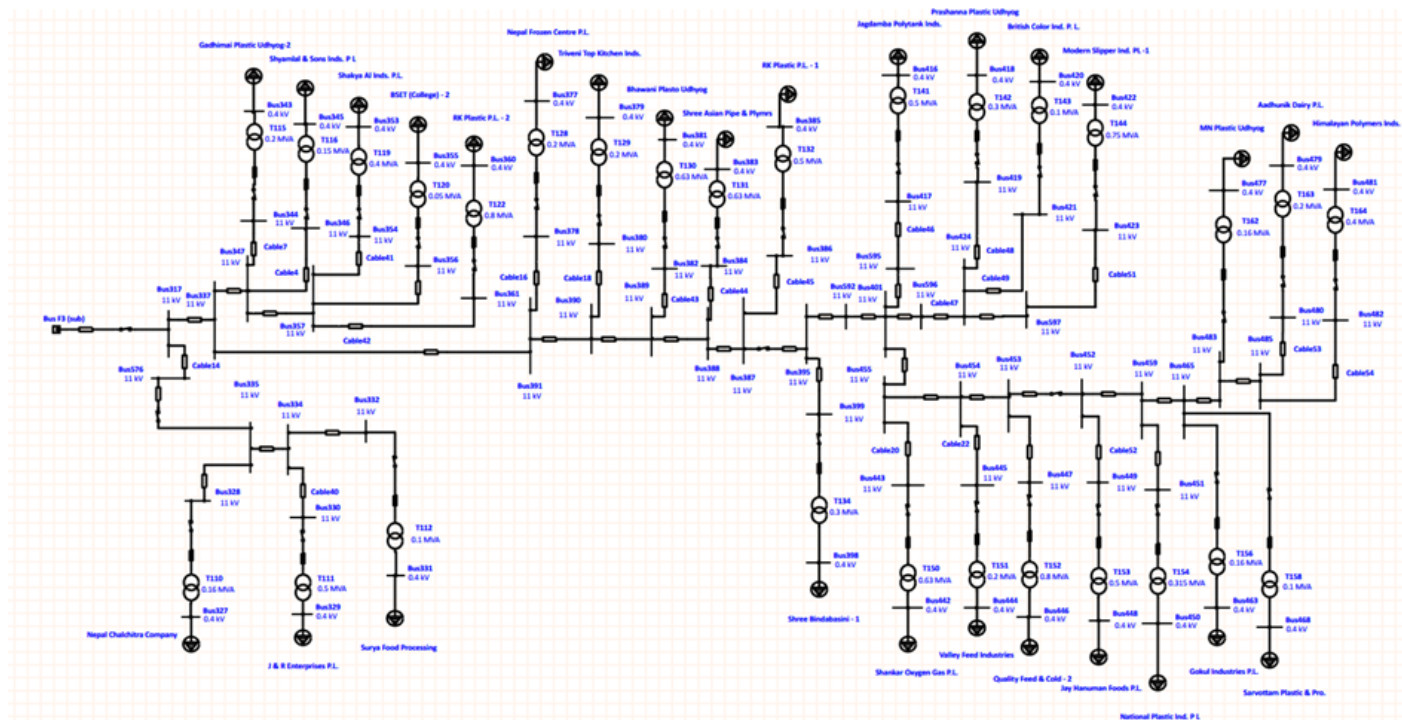 Prashanna Plastic Udhyog
Jagdamba Polytank Inds.
British Color Ind. P. L.
Nepal Frozen Centre P.L.
Gadhimai Plastic Udhyog-2
Triveni Top Kitchen Inds.
Modern Slipper Ind. PL -1
Shyamlal & Sons Inds. P L
RK Plastic P.L. - 1
Shakya Al Inds. P.L.
Bhawani Plasto Udhyog
BSET (College) - 2
Shree Asian Pipe & Plymrs
Aadhunik Dairy P.L.
RK Plastic P.L. - 2
MN Plastic Udhyog
Himalayan Polymers Inds.
Bus343
0.4 kV
T115
0.2 MVA
Bus344
11 kV
Cable7
Bus347
11 kV
Bus345
0.4 kV
T116
0.15 MVA
Bus346
11 kV
Cable4
Bus353
0.4 kV
T119
0.4 MVA
Bus354
11 kV
Cable41
Bus355
0.4 kV
T120
0.05 MVA
Bus356
11 kV
Bus360
0.4 kV
T122
0.8 MVA
Bus361
11 kV
Bus357
11 kV
Cable42
Bus377
0.4 kV
T128
0.2 MVA
Bus378
11 kV
Cable16
Bus379
0.4 kV
T129
0.2 MVA
Bus380
11 kV
Cable18
Bus390
11 kV
Bus381
0.4 kV
T130
0.63 MVA
Bus382
11 kV
Bus389
11 kV
Cable43
Bus383
0.4 kV
T131
0.63 MVA
Bus384
11 kV
Cable44
Bus385
0.4 kV
T132
0.5 MVA
Bus386
11 kV
Cable45
Bus416
0.4 kV
T141
0.5 MVA
Bus417
11 kV
Cable46
Bus595
11 kV
Bus418
0.4 kV
T142
0.3 MVA
Bus419
11 kV
Bus424
11 kV
Cable48
Bus420
0.4 kV
T143
0.1 MVA
Bus421
11 kV
Cable49
Bus422
0.4 kV
T144
0.75 MVA
Bus423
11 kV
Cable51
Bus477
0.4 kV
T162
0.16 MVA
Bus479
0.4 kV
T163
0.2 MVA
Bus480
11 kV
Cable53
Bus481
0.4 kV
T164
0.4 MVA
Bus482
11 kV
Cable54
Bus F3 (sub)
Bus317
11 kV
Bus337
11 kV
Cable14
Bus576
11 kV
Bus391
11 kV
Bus388
11 kV
Bus387
11 kV
Bus395
11 kV
Bus592
11 kV
Bus401
11 kV
Bus596
11 kV
Cable47
Bus597
11 kV
Bus455
11 kV
Bus454
11 kV
Bus453
11 kV
Bus452
11 kV
Bus459
11 kV
Bus465
11 kV
Bus483
11 kV
Bus485
11 kV
Bus335
11 kV
Bus334
11 kV
Bus332
11 kV
Bus328
11 kV
T110
0.16 MVA
Bus327
0.4 kV
Nepal Chalchitra Company
Cable40
Bus330
11 kV
T111
0.5 MVA
Bus329
0.4 kV
J & R Enterprises P.L.
T112
0.1 MVA
Bus331
0.4 kV
Surya Food Processing
Bus399
11 kV
T134
0.3 MVA
Bus398
0.4 kV
Shree Bindabasini - 1
Cable20
Bus443
11 kV
T150
0.63 MVA
Bus442
0.4 kV
Shankar Oxygen Gas P.L.
Cable22
Bus445
11 kV
T151
0.2 MVA
Bus444
0.4 kV
Valley Feed Industries
Bus447
11 kV
T152
0.8 MVA
Bus446
0.4 kV
Quality Feed & Cold - 2
Cable52
Bus449
11 kV
T153
0.5 MVA
Bus448
0.4 kV
Jay Hanuman Foods P.L.
Bus451
11 kV
T154
0.315 MVA
Bus450
0.4 kV
National Plastic Ind. P L
T156
0.16 MVA
Bus463
0.4 kV
Gokul Industries P.L.
T158
0.1 MVA
Bus468
0.4 kV
Sarvottam Plastic & Pro.